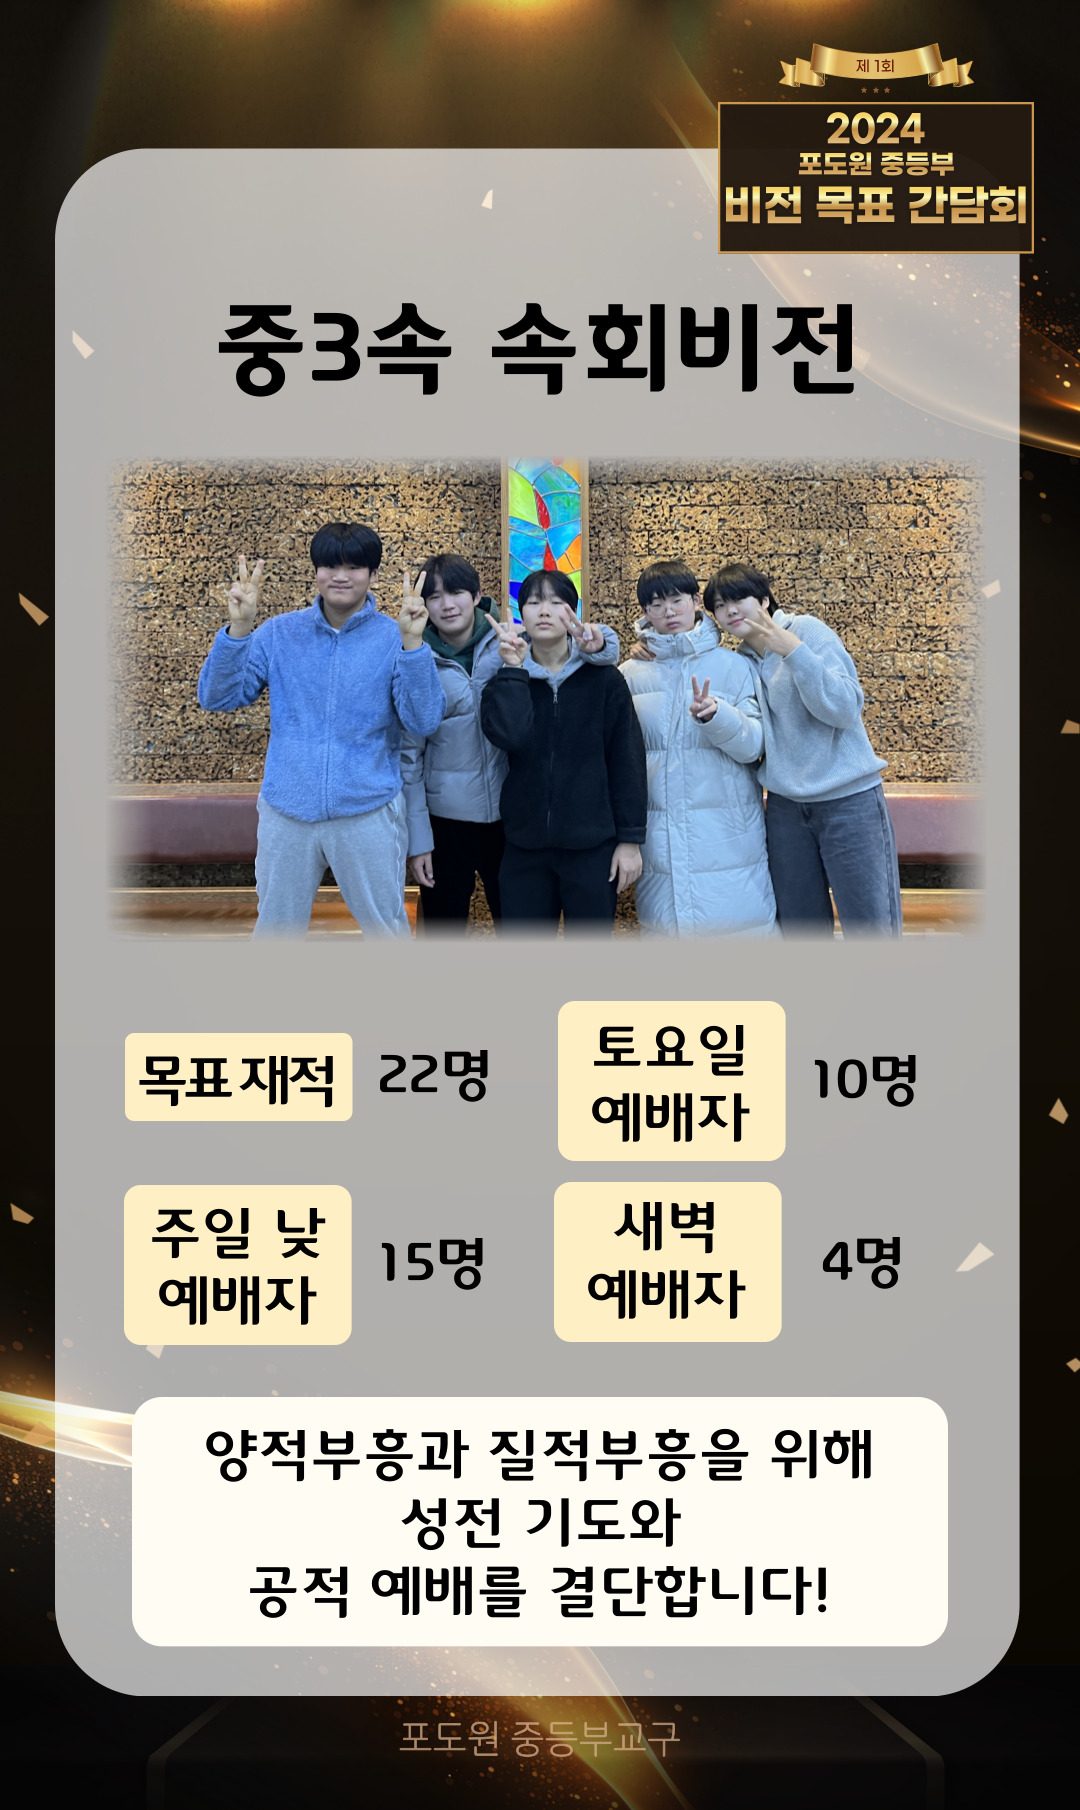 제 1회
2024
포도원 중등부
비전 목표 간담회
중3속 속회비전
목표 재적
22명
토요일
예배자
10명
주일 낮
예배자
15명
새벽
예배자
4명
양적부흥과 질적부흥을 위해
성전 기도와
공적 예배를 결단합니다!
포도원 중등부교구